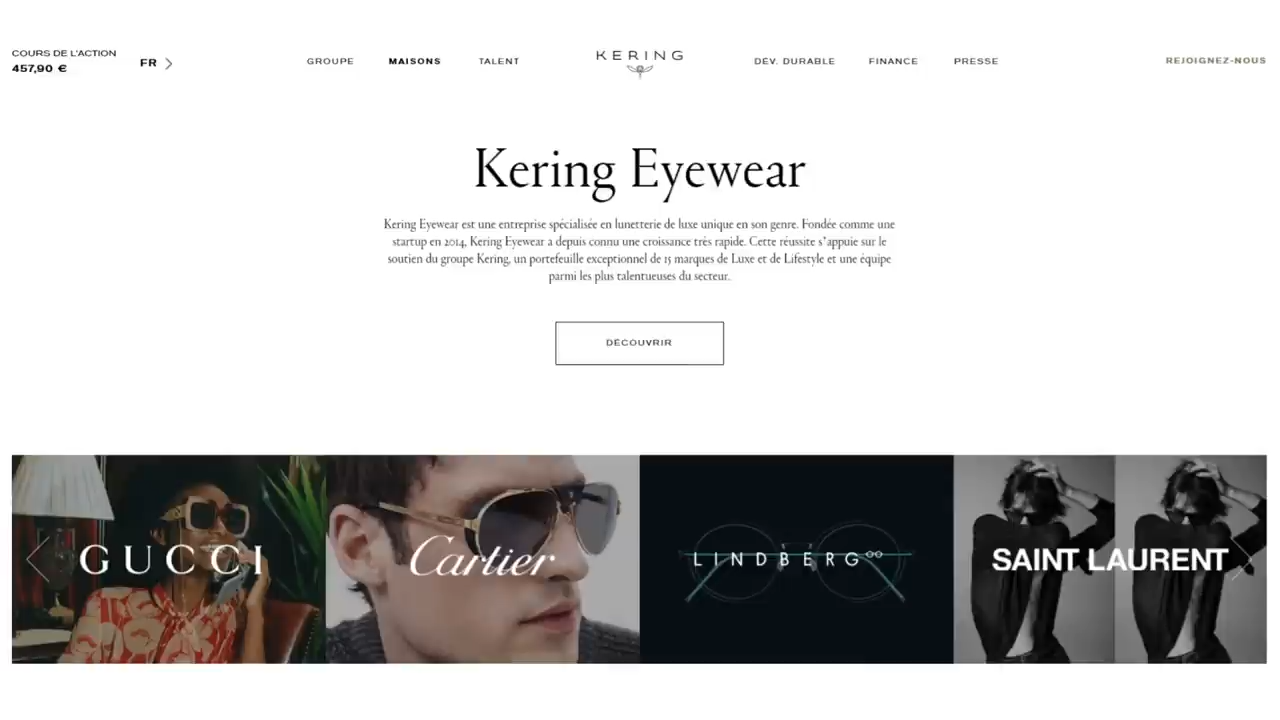 COURS DE L'ACTION
457,90 €
FR
GROUPE
MAISONS
TALENT
KERING
DÉV. DURABLE
FINANCE
PRESSE
REJOIGNEZ-NOUS
Kering Eyewear
Kering Eyewear est une entreprise spécialisée en lunetterie de luxe unique en son genre. Fondée comme une
startup en 2014, Kering Eyewear a depuis connu une croissance très rapide. Cette réussite s'appuie sur le
soutien du groupe Kering, un portefeuille exceptionnel de 15 marques de Luxe et de Lifestyle et une équipe
parmi les plus talentueuses du secteur.
DÉCOUVRIR
GUCCI
Cartier
LINDBERG
SAINT LAURENT